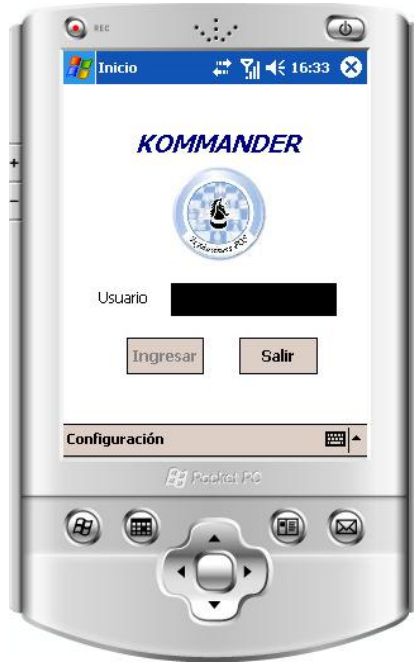 REC
Inicio 16:33
KOMMANDER
Usuario
Ingresar Salir
Configuración
Pocket PC